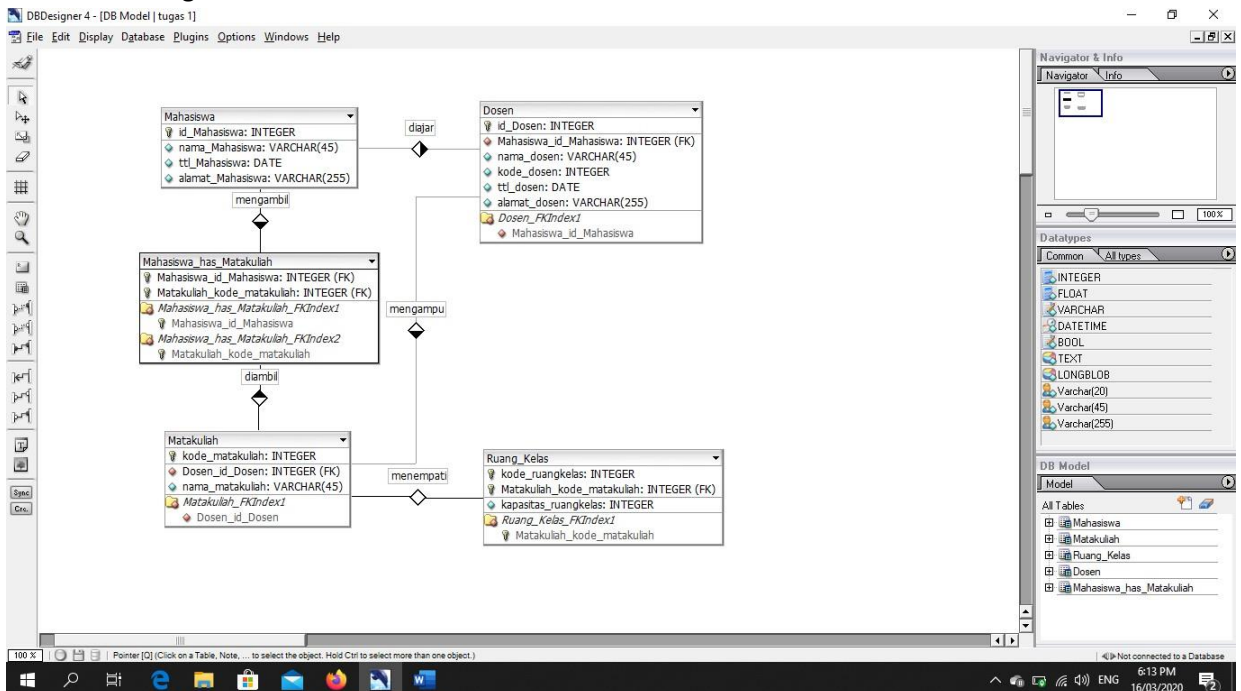 DBDesigner 4 - [DB Model | tugas 1]
File Edit Display Database Plugins Options Windows Help
Mahasiswa
id_Mahasiswa: INTEGER
nama_Mahasiswa: VARCHAR(45)
ttl_Mahasiswa: DATE
alamat_Mahasiswa: VARCHAR(255)
diajar
Dosen
id_Dosen: INTEGER
Mahasiswa_id_Mahasiswa: INTEGER (FK)
nama_dosen: VARCHAR(45)
kode_dosen: INTEGER
ttl_dosen: DATE
alamat_dosen: VARCHAR(255)
Dosen_FKIndex1
Mahasiswa_id_Mahasiswa
mengambil
Mahasiswa_has_Matakuliah
Mahasiswa_id_Mahasiswa: INTEGER (FK)
Matakuliah_kode_matakuliah: INTEGER (FK)
Mahasiswa_has_Matakuliah_FKIndex1
Mahasiswa_id_Mahasiswa
Mahasiswa_has_Matakuliah_FKIndex2
Matakuliah_kode_matakuliah
mengampu
diambil
Matakuliah
kode_matakuliah: INTEGER
Dosen_id_Dosen: INTEGER (FK)
nama_matakuliah: VARCHAR(45)
Matakuliah_FKIndex1
Dosen_id_Dosen
menempati
Ruang_Kelas
kode_ruangkelas: INTEGER
Matakuliah_kode_matakuliah: INTEGER (FK)
kapasitas_ruangkelas: INTEGER
Ruang_Kelas_FKIndex1
Matakuliah_kode_matakuliah
Navigator & Info
Navigator Info
100 %
Datatypes
Common All types
INTEGER
FLOAT
VARCHAR
DATETIME
BOOL
TEXT
LONGBLOB
Varchar(20)
Varchar(45)
Varchar(255)
DB Model
Model
All Tables
Mahasiswa
Matakuliah
Ruang_Kelas
Dosen
Mahasiswa_has_Matakuliah
Sync
100 % Pointer [Q] (Click on a Table, Note, ... to select the object. Hold Ctrl to select more than one object.) Not connected to a Database
ENG
6:13 PM
16/03/2020